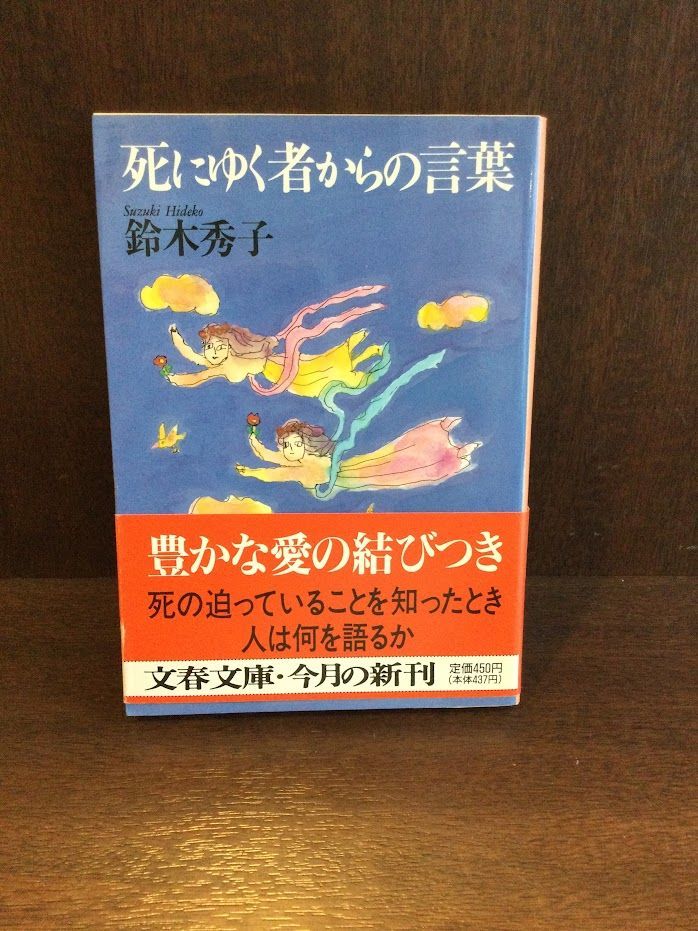 死にゆく者からの言葉
Suzuki Hideko
鈴木秀子
豊かな愛の結びつき
死の迫っていることを知ったとき
人は何を語るか
文春文庫・今月の新刊
定価450円
(本体437円)